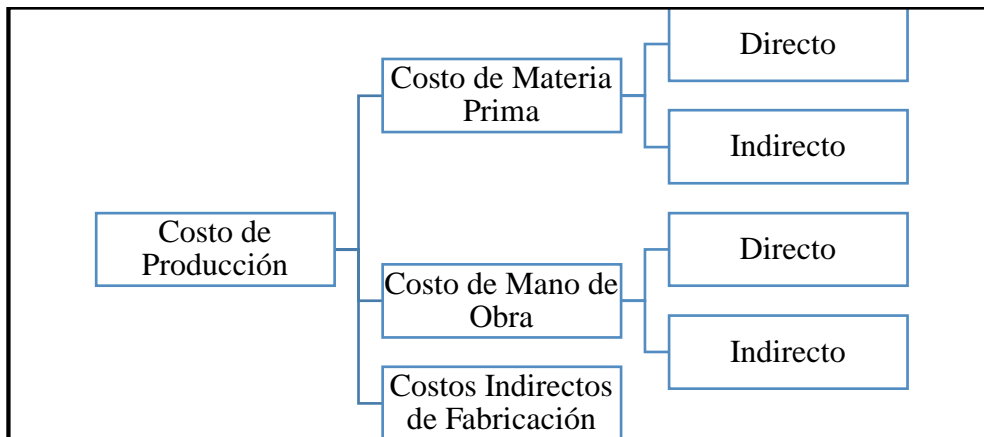 Costo de
Producción
Costo de Materia
Prima
Directo
Indirecto
Costo de Mano de
Obra
Directo
Indirecto
Costos Indirectos
de Fabricación